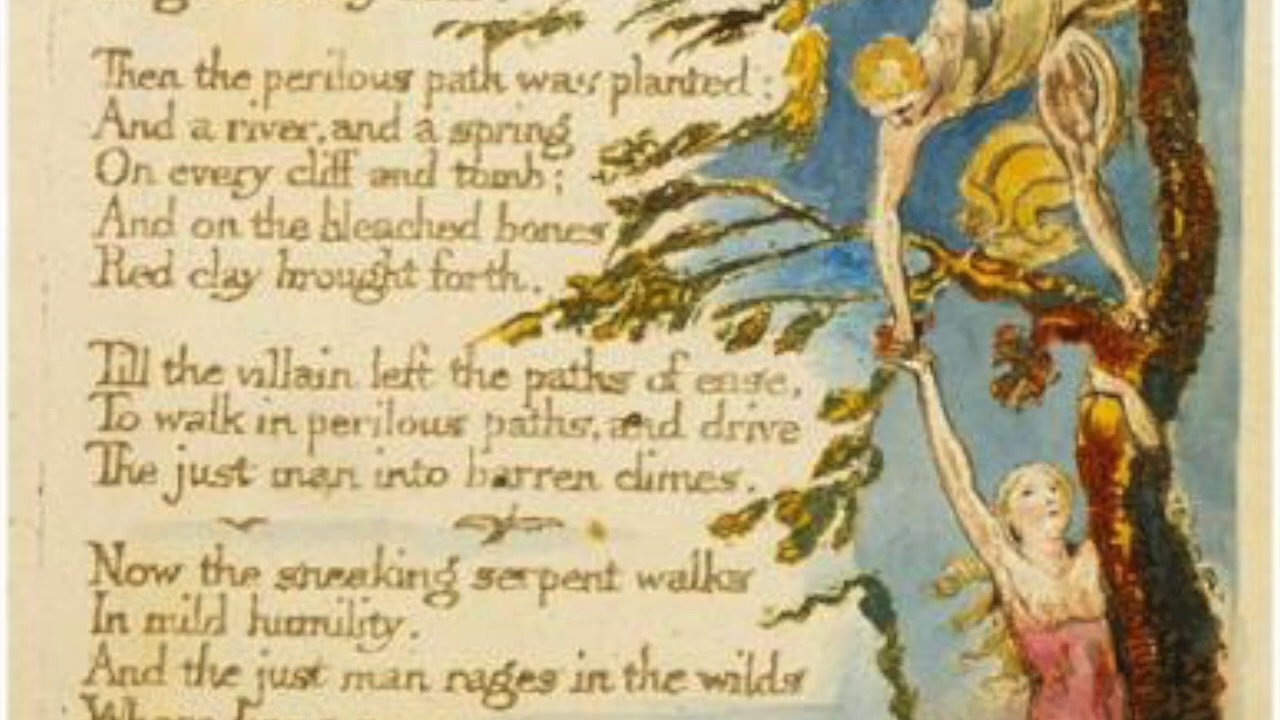 Then the perilous path was planted:
And a river, and a spring
On every cliff and tomb;
And on the bleached bones
Red clay brought forth.
Till the villain left the paths of ease,
To walk in perilous paths, and drive
The just man into barren climes.
Now the sneaking serpent walks
In mild humility.
And the just man rages in the wilds
Where